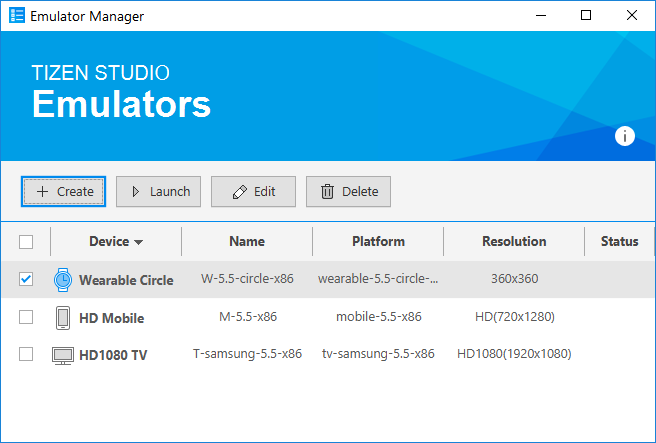 Emulator Manager
TIZEN STUDIO
Emulators
i
Create Launch Edit Delete
Device Name Platform Resolution Status
Wearable Circle W-5.5-circle-x86 wearable-5.5-circle-... 360x360
HD Mobile M-5.5-x86 mobile-5.5-x86 HD(720x1280)
HD1080 TV T-samsung-5.5-x86 tv-samsung-5.5-x86 HD1080(1920x1080)